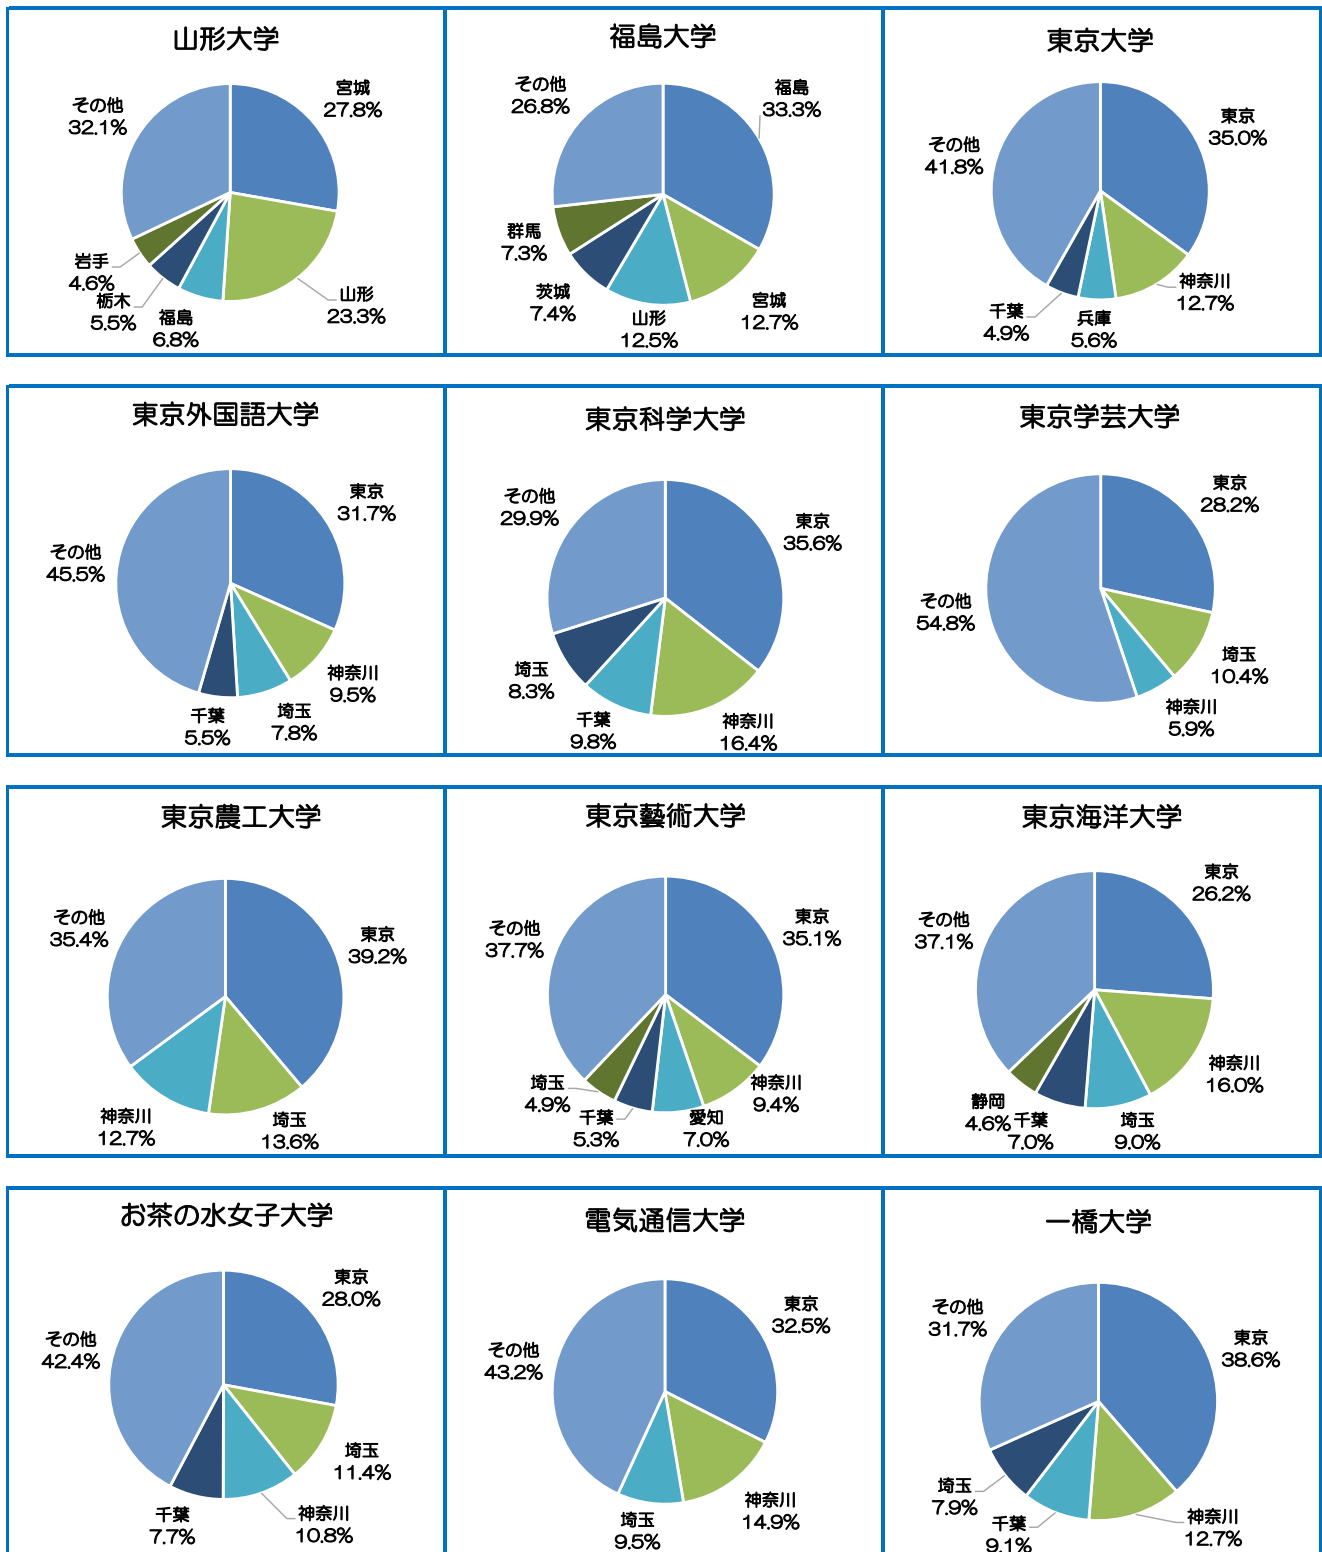 山形大学
宮城
27.8%
山形
23.3%
福島
6.8%
栃木
5.5%
岩手
4.6%
その他
32.1%
福島大学
福島
33.3%
宮城
12.7%
山形
12.5%
茨城
7.4%
群馬
7.3%
その他
26.8%
東京大学
東京
35.0%
神奈川
12.7%
兵庫
5.6%
千葉
4.9%
その他
41.8%
東京外国語大学
東京
31.7%
神奈川
9.5%
埼玉
7.8%
千葉
5.5%
その他
45.5%
東京科学大学
東京
35.6%
神奈川
16.4%
千葉
9.8%
埼玉
8.3%
その他
29.9%
東京学芸大学
東京
28.2%
埼玉
10.4%
神奈川
5.9%
その他
54.8%
東京農工大学
東京
39.2%
埼玉
13.6%
神奈川
12.7%
その他
35.4%
東京藝術大学
東京
35.1%
神奈川
9.4%
愛知
7.0%
千葉
5.3%
埼玉
4.9%
その他
37.7%
東京海洋大学
東京
26.2%
神奈川
16.0%
埼玉
9.0%
千葉
7.0%
静岡
4.6%
その他
37.1%
お茶の水女子大学
東京
28.0%
埼玉
11.4%
神奈川
10.8%
千葉
7.7%
その他
42.4%
電気通信大学
東京
32.5%
神奈川
14.9%
埼玉
9.5%
その他
43.2%
一橋大学
東京
38.6%
神奈川
12.7%
千葉
9.1%
埼玉
7.9%
その他
31.7%